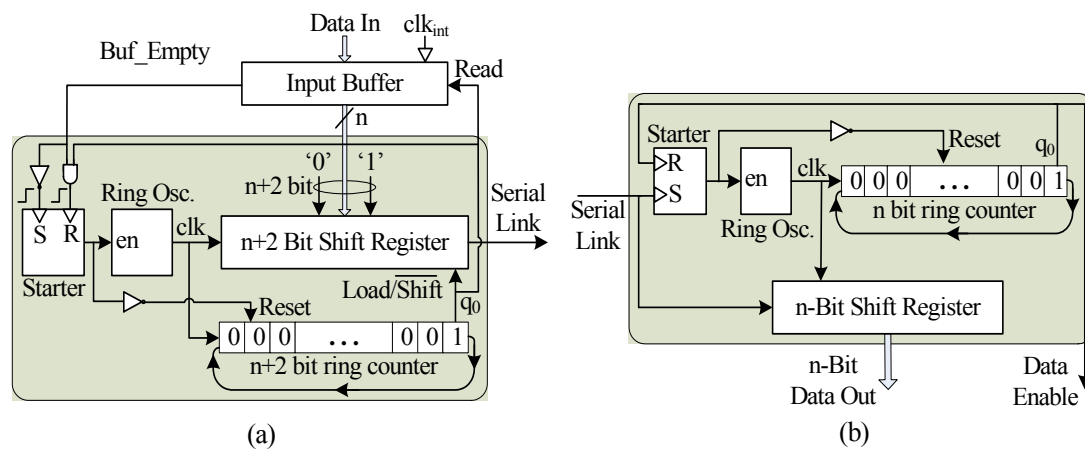 Data In
clk_int
Buf_Empty
Input Buffer
Read
n
'0'
'1'
n+2 bit
Ring Osc.
Serial
Link
S
R
en
clk
n+2 Bit Shift Register
Starter
Load/S̅h̅i̅f̅t̅
Reset
q0
0 0 0 ... 0 0 1
n+2 bit ring counter
(a)
Starter
Reset
q0
R
S
en
clk
0 0 0 ... 0 0 1
n bit ring counter
Ring Osc.
S̅e̅r̅i̅a̅l̅
Link
n-Bit Shift Register
n-Bit
Data Out
Data
Enable
(b)